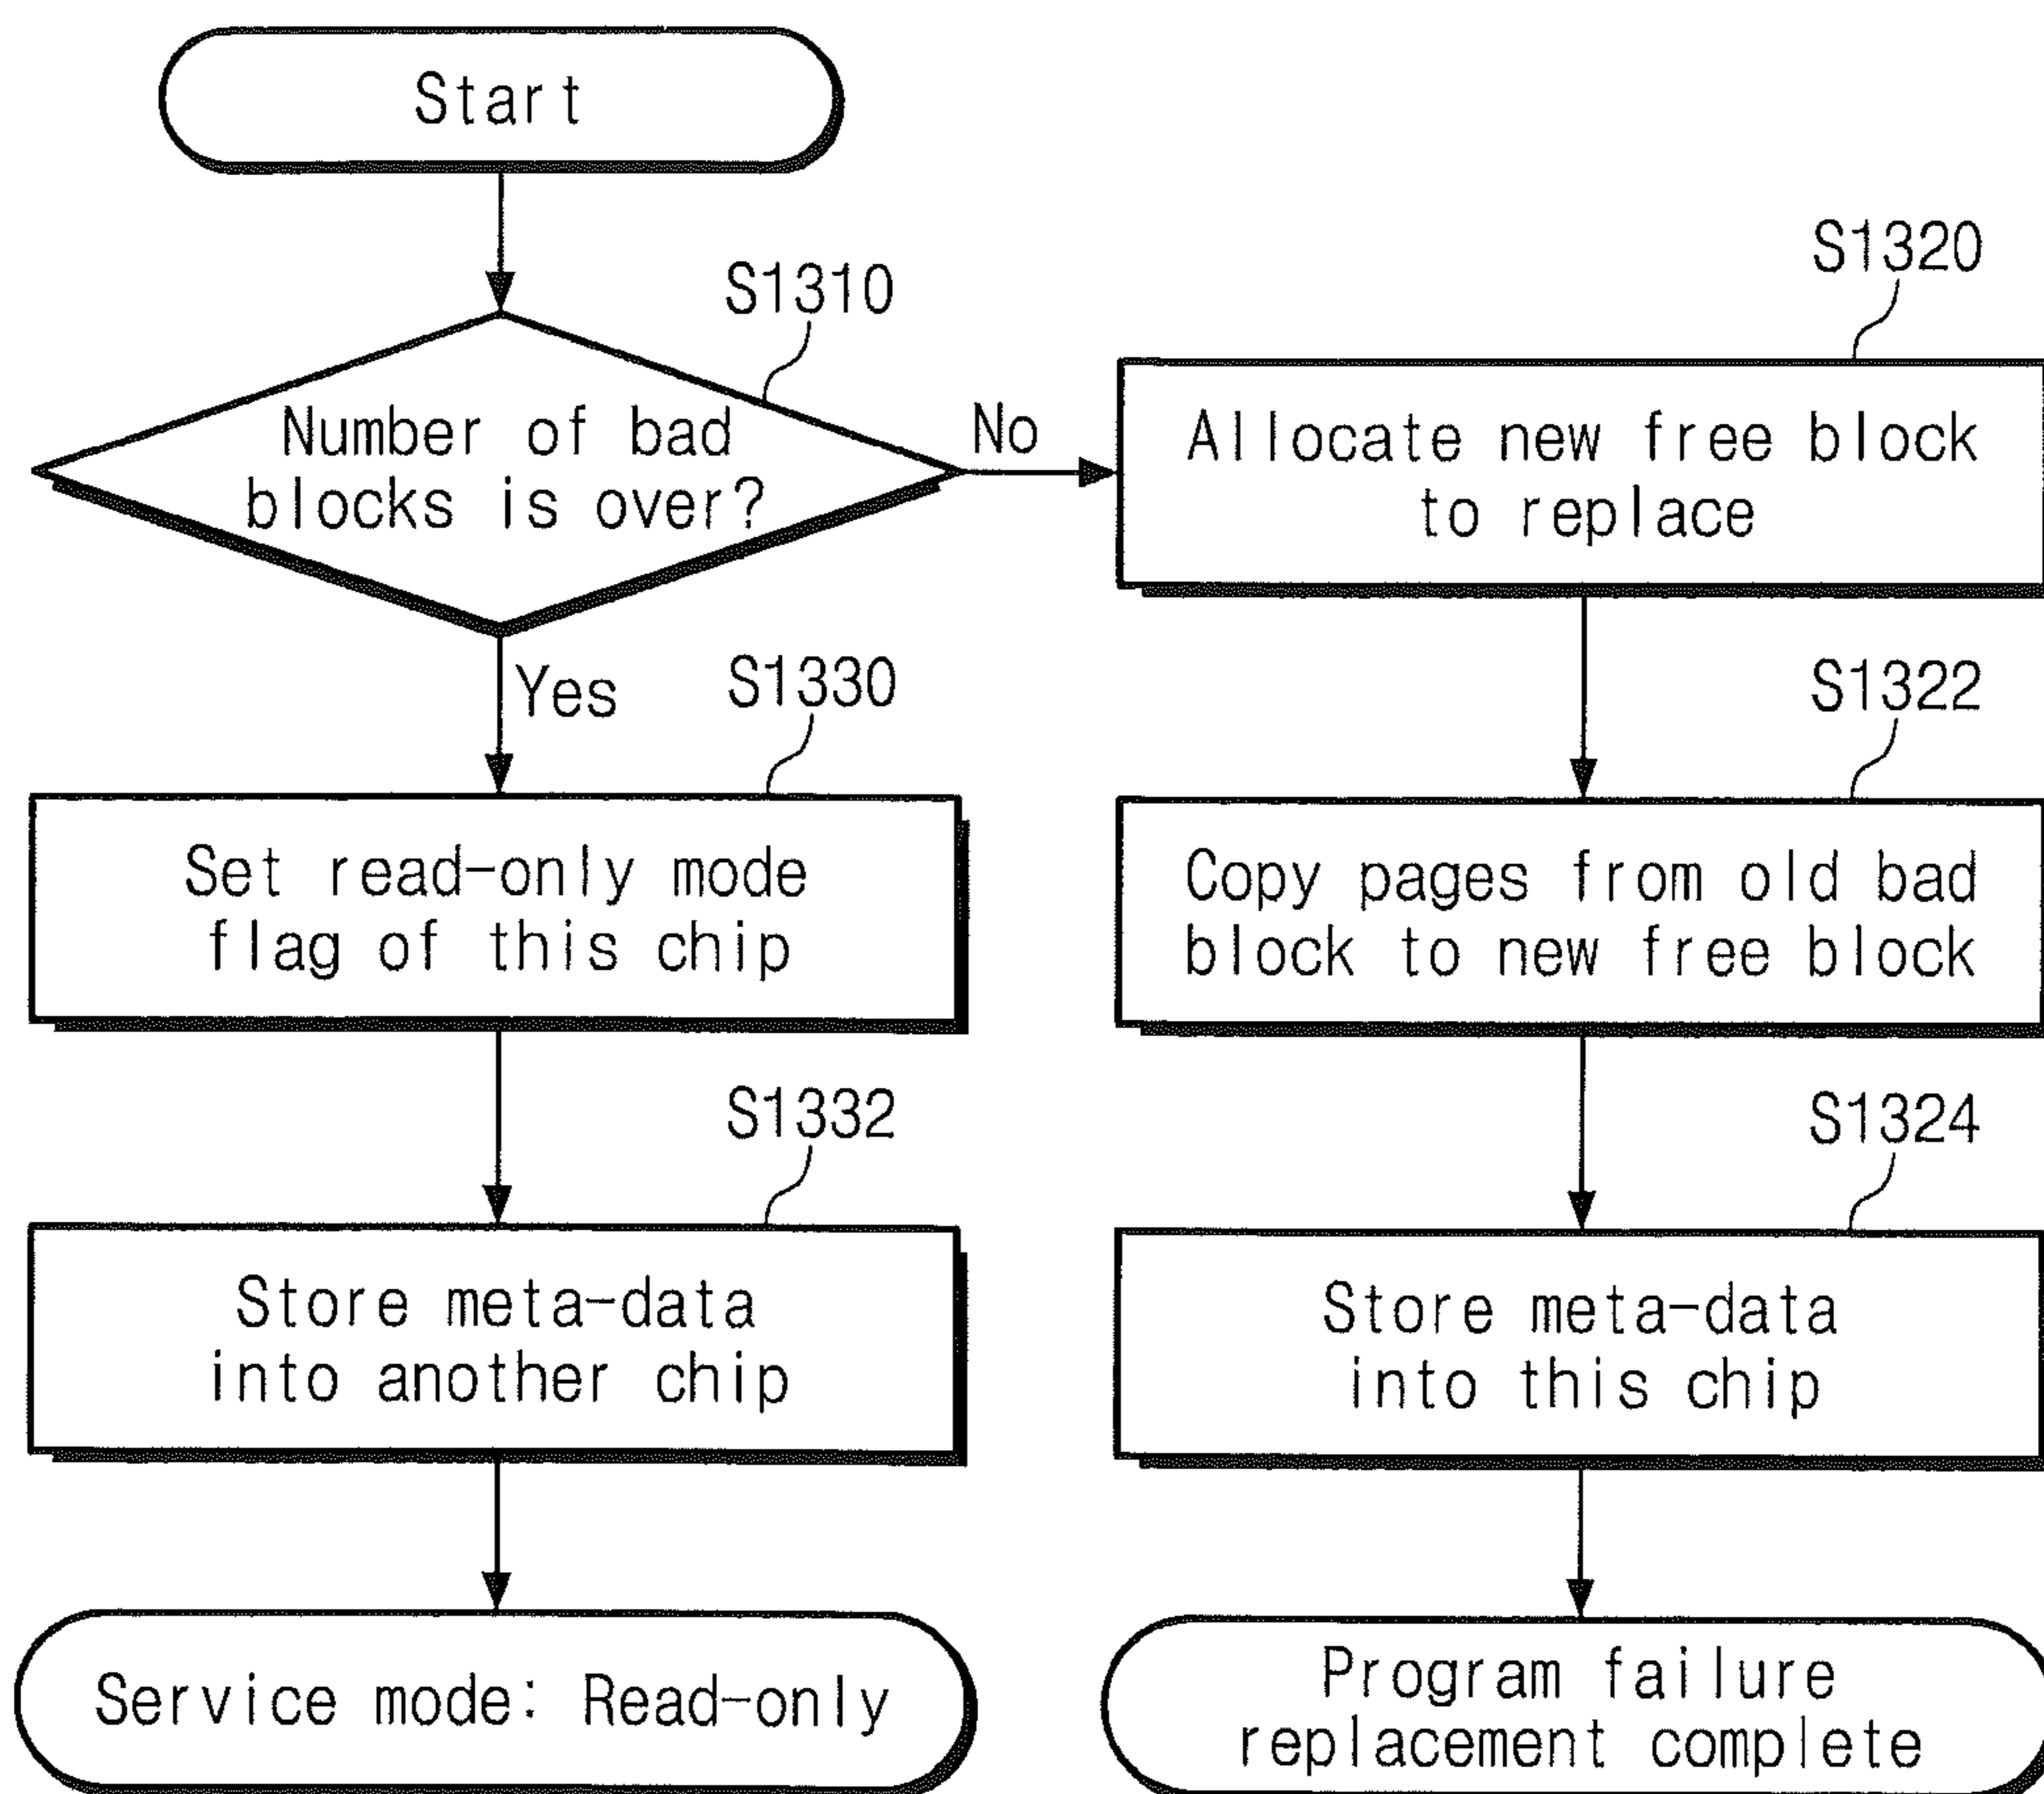 Start
S1310
Number of bad
blocks is over?
No
Yes
S1320
Allocate new free block
to replace
S1322
Copy pages from old bad
block to new free block
S1324
Store meta-data
into this chip
Program failure
replacement complete
S1330
Set read-only mode
flag of this chip
S1332
Store meta-data
into another chip
Service mode: Read-only